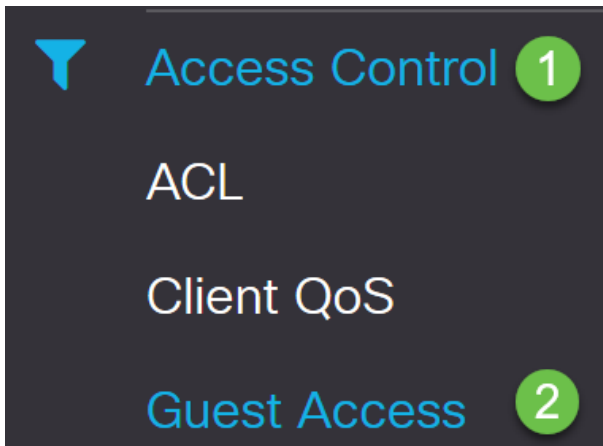 Access Control 1
ACL
Client QoS
Guest Access 2